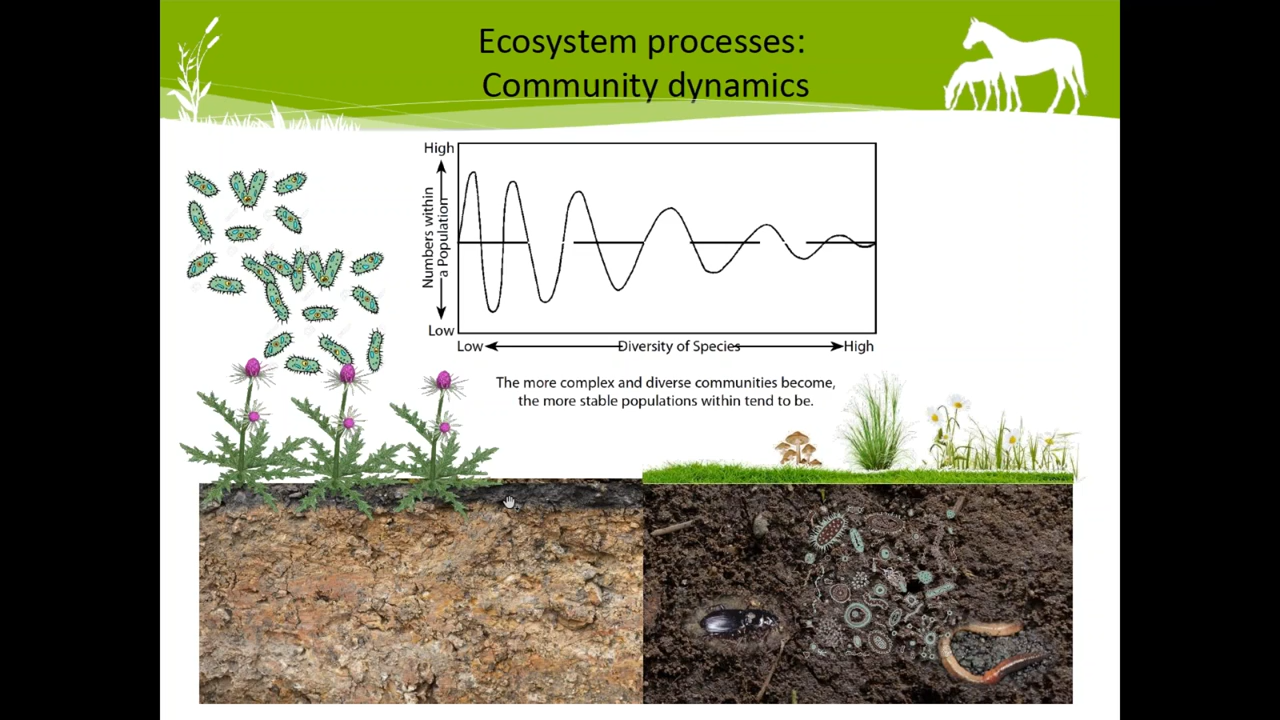 Ecosystem processes:
Community dynamics
High
Numbers within
a Population
Low
Low
Diversity of Species
High
The more complex and diverse communities become,
the more stable populations within tend to be.